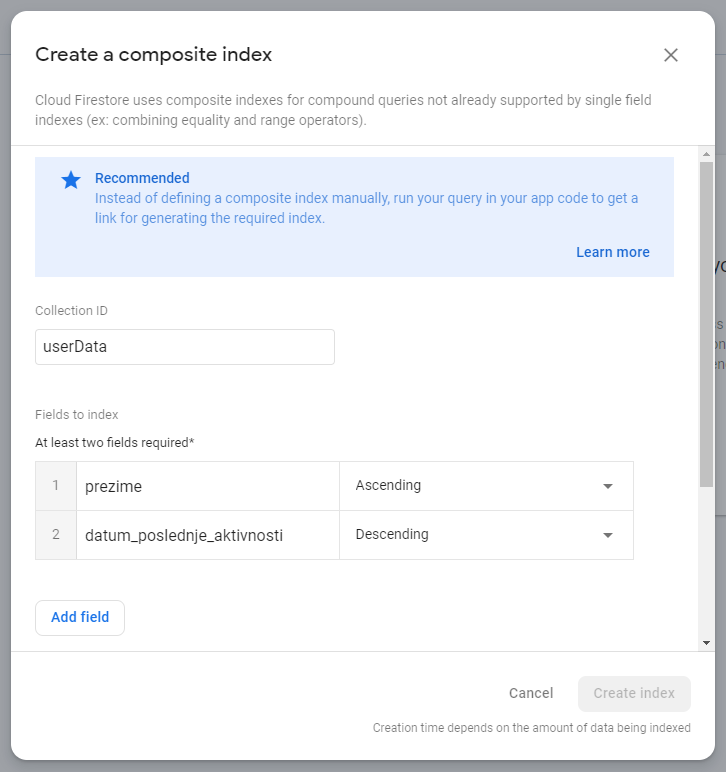 Create a composite index
Cloud Firestore uses composite indexes for compound queries not already supported by single field
indexes (ex: combining equality and range operators).
Recommended
Instead of defining a composite index manually, run your query in your app code to get a
link for generating the required index.
Learn more
Collection ID
userData
Fields to index
At least two fields required*
1 prezime Ascending
2 datum_poslednje_aktivnosti Descending
Add field
Cancel Create index
Creation time depends on the amount of data being indexed